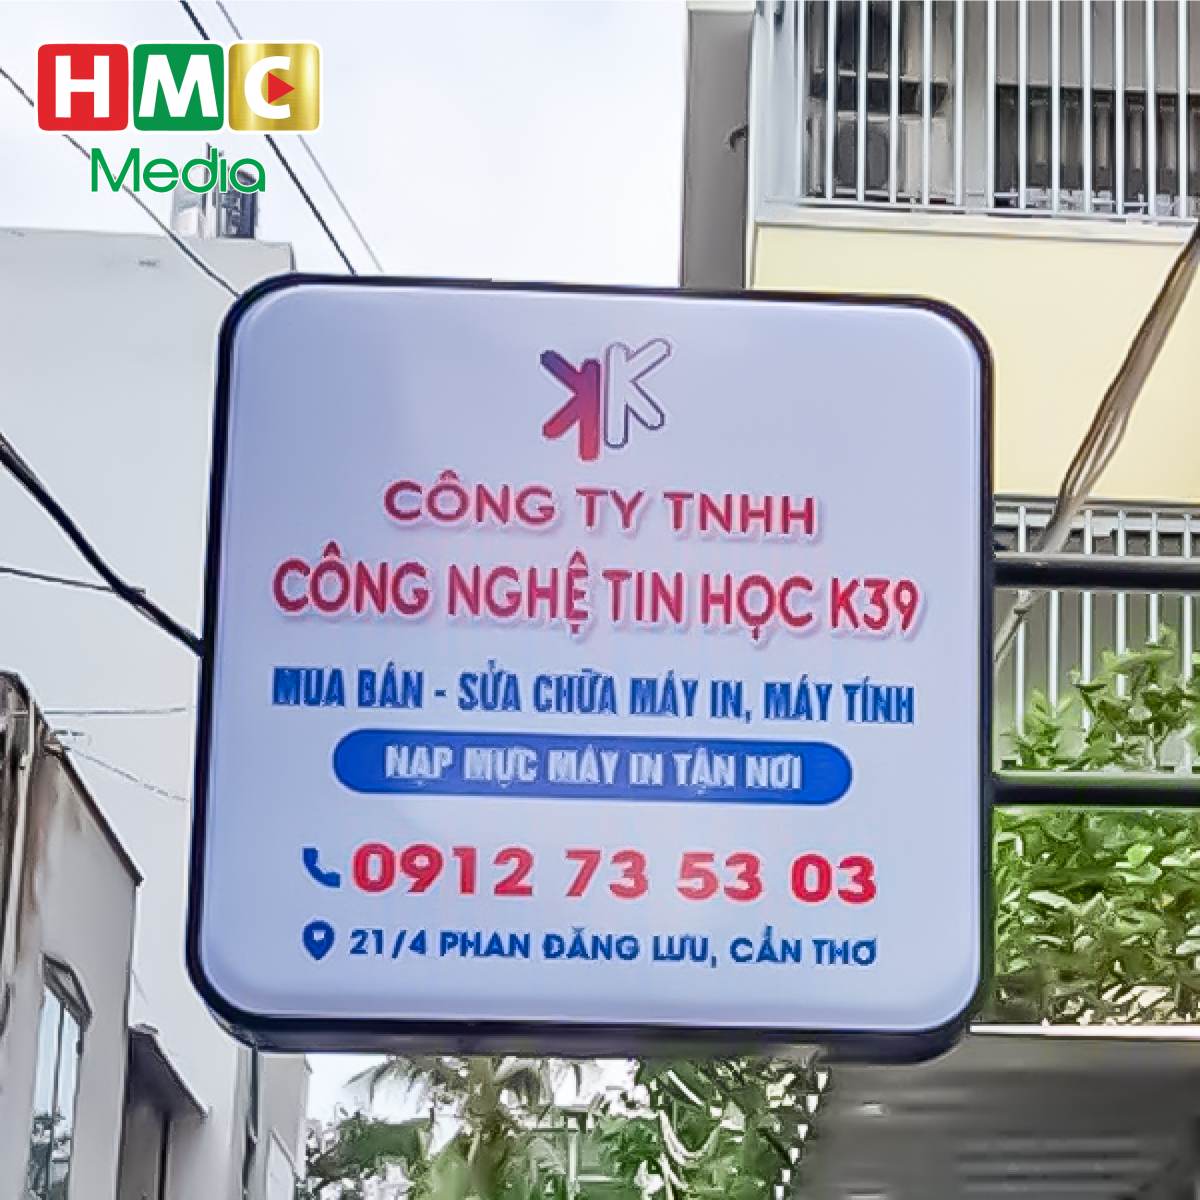 HMC
Media
KK
CÔNG TY TNHH
CÔNG NGHỆ TIN HỌC K39
MUA BÁN - SỬA CHỮA MÁY IN, MÁY TÍNH
NẠP MỰC MÁY IN TẬN NƠI
0912 73 53 03
21/4 PHAN ĐĂNG LƯU, CẦN THƠ